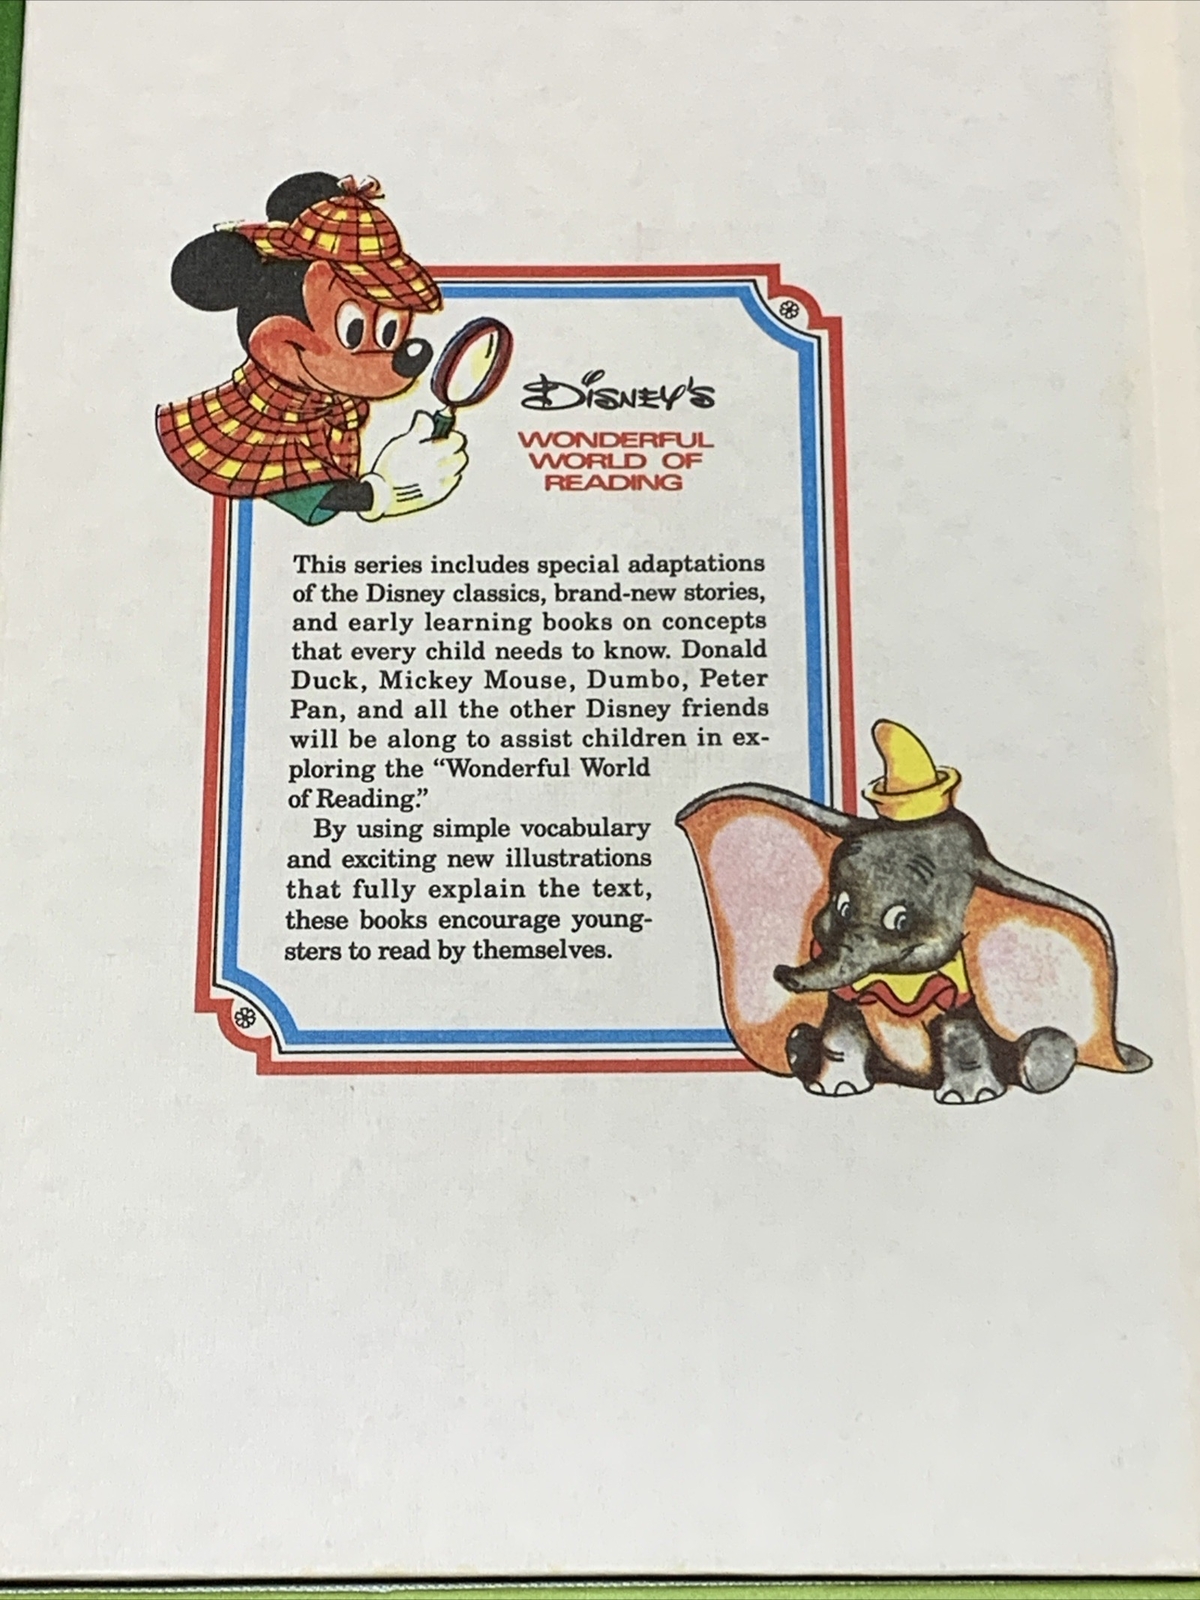 Disney's
WONDERFUL
WORLD OF
READING
This series includes special adaptations
of the Disney classics, brand-new stories,
and early learning books on concepts
that every child needs to know. Donald
Duck, Mickey Mouse, Dumbo, Peter
Pan, and all the other Disney friends
will be along to assist children in ex-
ploring the “Wonderful World
of Reading.”
By using simple vocabulary
and exciting new illustrations
that fully explain the text,
these books encourage young-
sters to read by themselves.